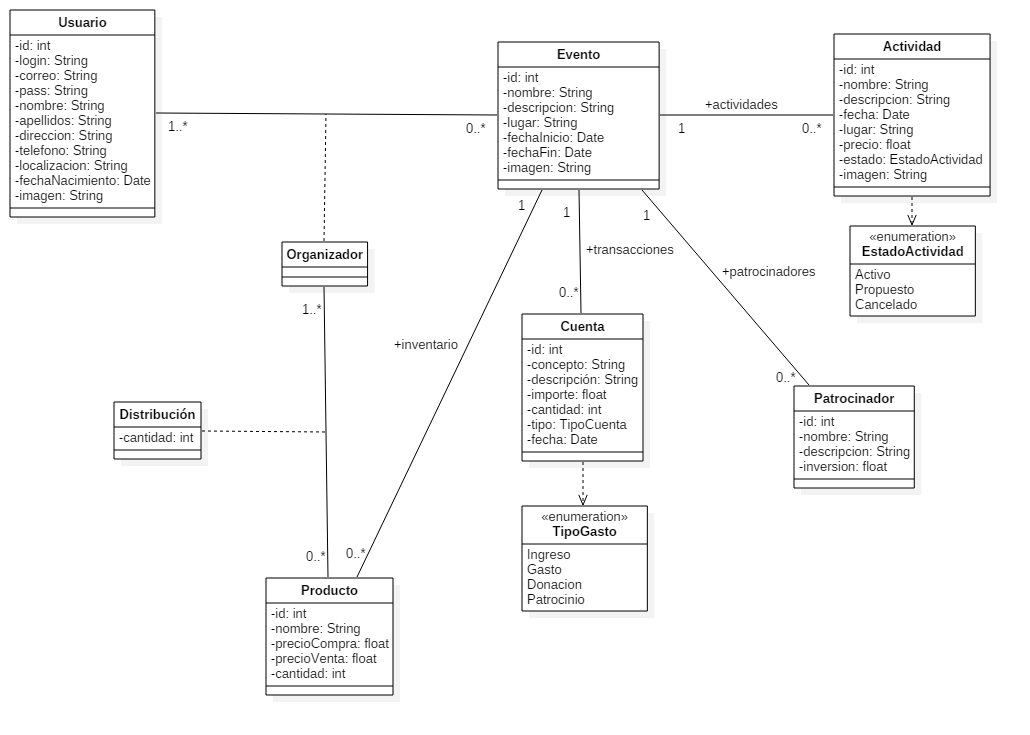 Usuario
-id: int
-login: String
-correo: String
-pass: String
-nombre: String
-apellidos: String
-direccion: String
-telefono: String
-localizacion: String
-fechaNacimiento: Date
-imagen: String
1..*
0..*
Evento
-id: int
-nombre: String
-descripcion: String
-lugar: String
-fechaInicio: Date
-fechaFin: Date
-imagen: String
+actividades
1
0..*
Actividad
-id: int
-nombre: String
-descripcion: String
-fecha: Date
-lugar: String
-precio: float
-estado: EstadoActividad
-imagen: String
«enumeration»
EstadoActividad
Activo
Propuesto
Cancelado
Organizador
1..*
1
1
1
+transacciones
+patrocinadores
+inventario
0..*
0..*
Cuenta
-id: int
-concepto: String
-descripción: String
-importe: float
-cantidad: int
-tipo: TipoCuenta
-fecha: Date
Patrocinador
-id: int
-nombre: String
-descripcion: String
-inversion: float
Distribución
-cantidad: int
«enumeration»
TipoGasto
Ingreso
Gasto
Donacion
Patrocinio
0..*
0..*
Producto
-id: int
-nombre: String
-precioCompra: float
-precioVenta: float
-cantidad: int